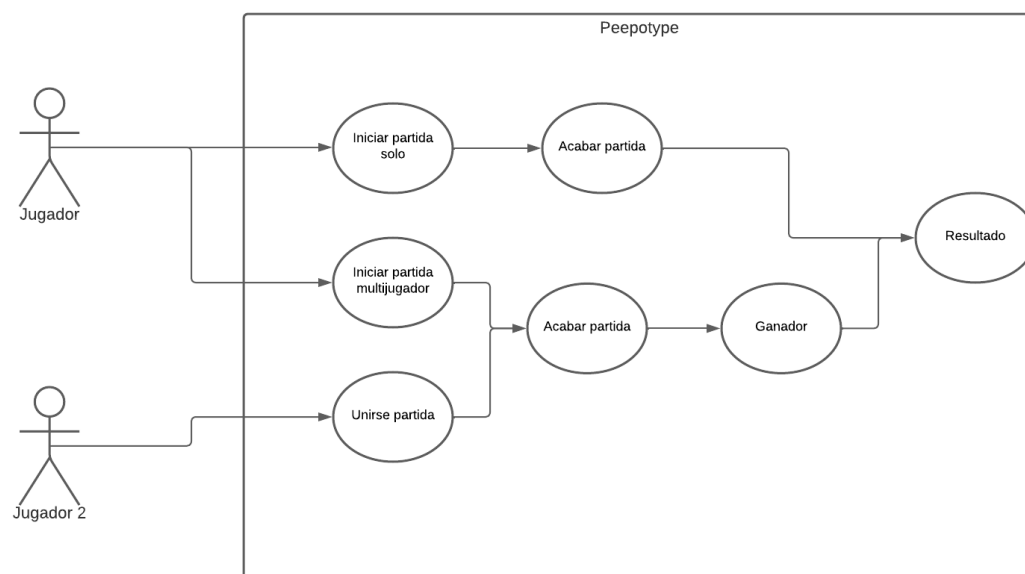 Peepotype
Iniciar partida
solo
Acabar partida
Jugador
Resultado
Iniciar partida
multijugador
Acabar partida
Ganador
Unirse partida
Jugador 2